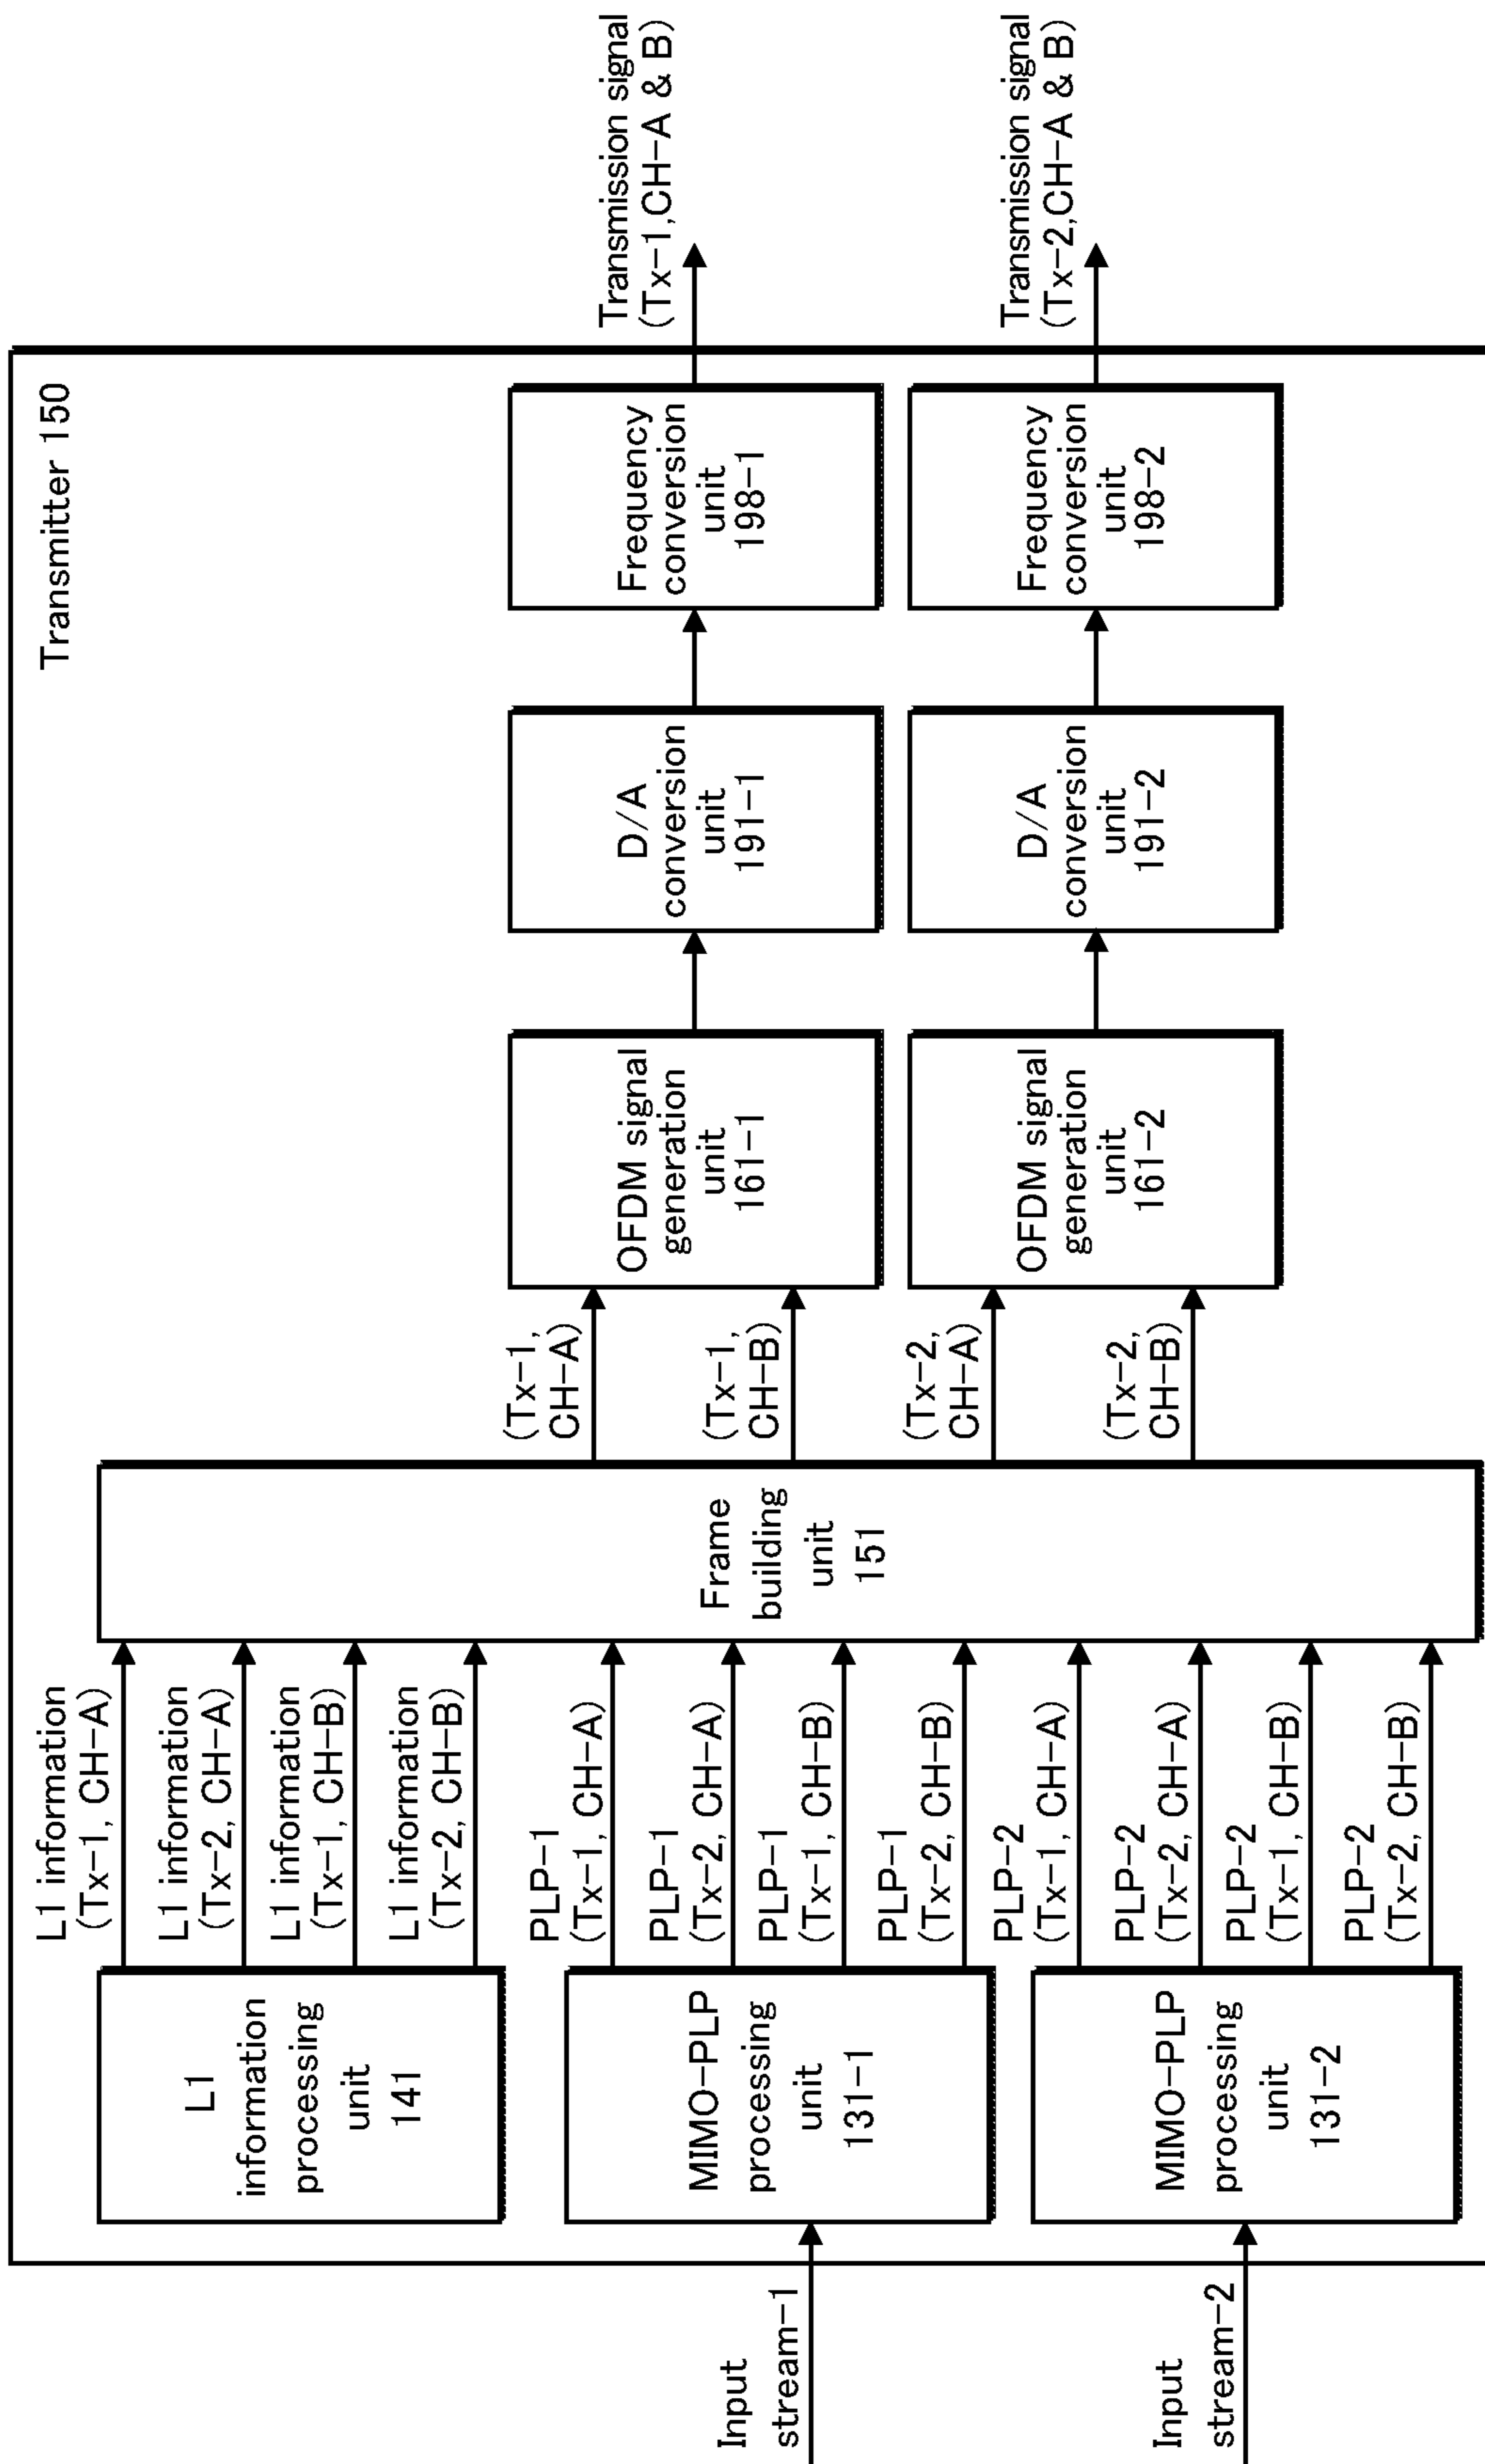 Transmitter 150
Input
stream-1
Input
stream-2
L1
information
processing
unit
141
MIMO-PLP
processing
unit
131-1
MIMO-PLP
processing
unit
131-2
L1 information
(Tx-1, CH-A)
L1 information
(Tx-2, CH-A)
L1 information
(Tx-1, CH-B)
L1 information
(Tx-2, CH-B)
PLP-1
(Tx-1, CH-A)
PLP-1
(Tx-2, CH-A)
PLP-1
(Tx-1, CH-B)
PLP-1
(Tx-2, CH-B)
PLP-2
(Tx-1, CH-A)
PLP-2
(Tx-2, CH-A)
PLP-2
(Tx-1, CH-B)
PLP-2
(Tx-2, CH-B)
Frame
building
unit
151
(Tx-1,
CH-A)
(Tx-1,
CH-B)
(Tx-2,
CH-A)
(Tx-2,
CH-B)
OFDM signal
generation
unit
161-1
OFDM signal
generation
unit
161-2
D/A
conversion
unit
191-1
D/A
conversion
unit
191-2
Frequency
conversion
unit
198-1
Frequency
conversion
unit
198-2
Transmission signal
(Tx-1,CH-A & B)
Transmission signal
(Tx-2,CH-A & B)